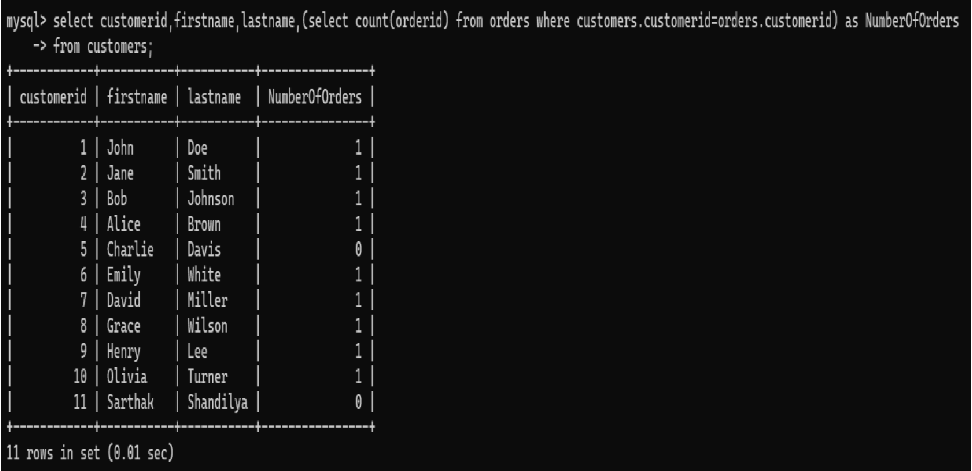 mysql> select customerid,firstname,lastname,(select count(orderid) from orders where customers.customerid=orders.customerid) as NumberOfOrders
    -> from customers;
+------------+-----------+-----------+----------------+
| customerid | firstname | lastname  | NumberOfOrders |
+------------+-----------+-----------+----------------+
|          1 | John      | Doe       |              1 |
|          2 | Jane      | Smith     |              1 |
|          3 | Bob       | Johnson   |              1 |
|          4 | Alice     | Brown     |              1 |
|          5 | Charlie   | Davis     |              0 |
|          6 | Emily     | White     |              1 |
|          7 | David     | Miller    |              1 |
|          8 | Grace     | Wilson    |              1 |
|          9 | Henry     | Lee       |              1 |
|         10 | Olivia    | Turner    |              1 |
|         11 | Sarthak   | Shandilya |              0 |
+------------+-----------+-----------+----------------+
11 rows in set (0.01 sec)